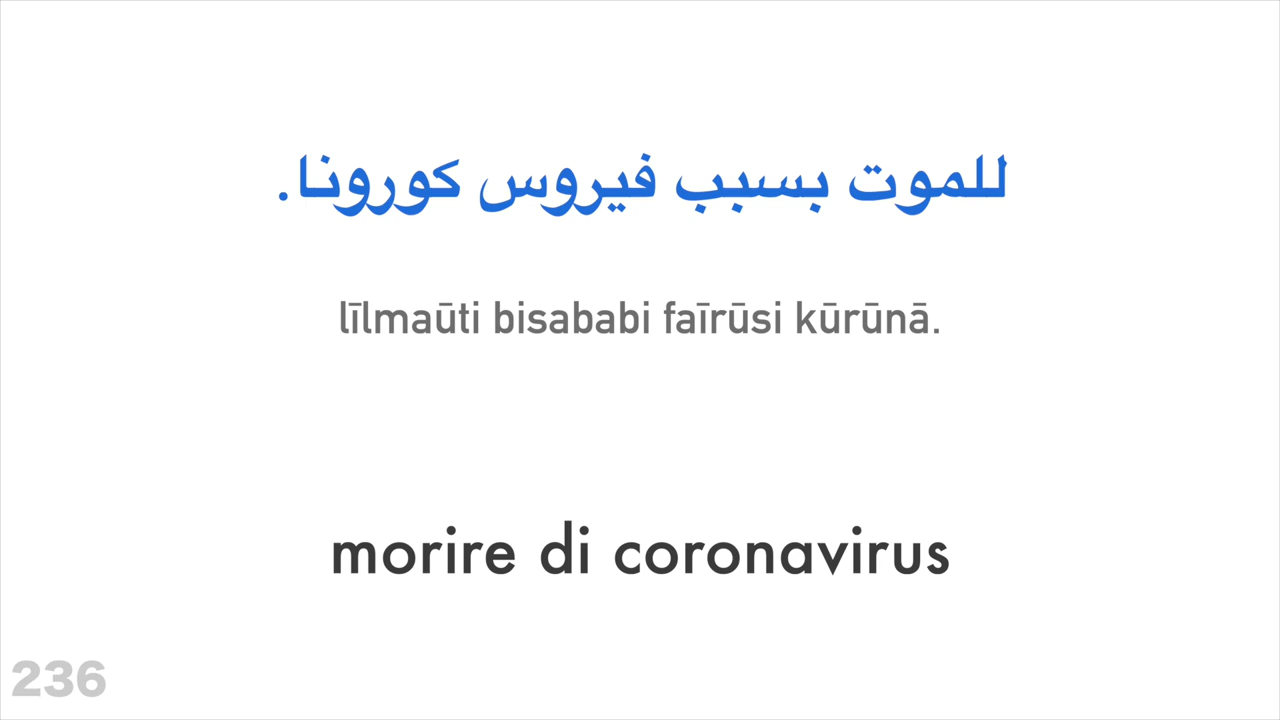 للموت بسبب فيروس كورونا.
līlmaūti bisababi faīrūsi kūrūnā.
morire di coronavirus
236